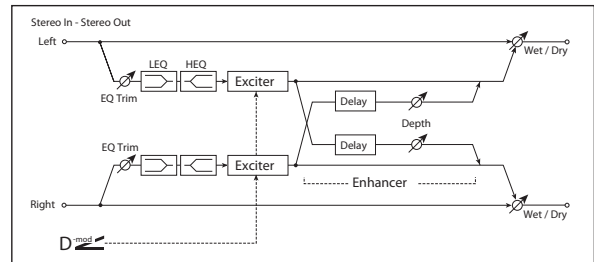 Stereo In - Stereo Out
Left
Wet / Dry
LEQ HEQ
EQ Trim
Exciter
Delay
Depth
EQ Trim
Delay
Exciter
Enhancer
Right
Wet / Dry
D-mod